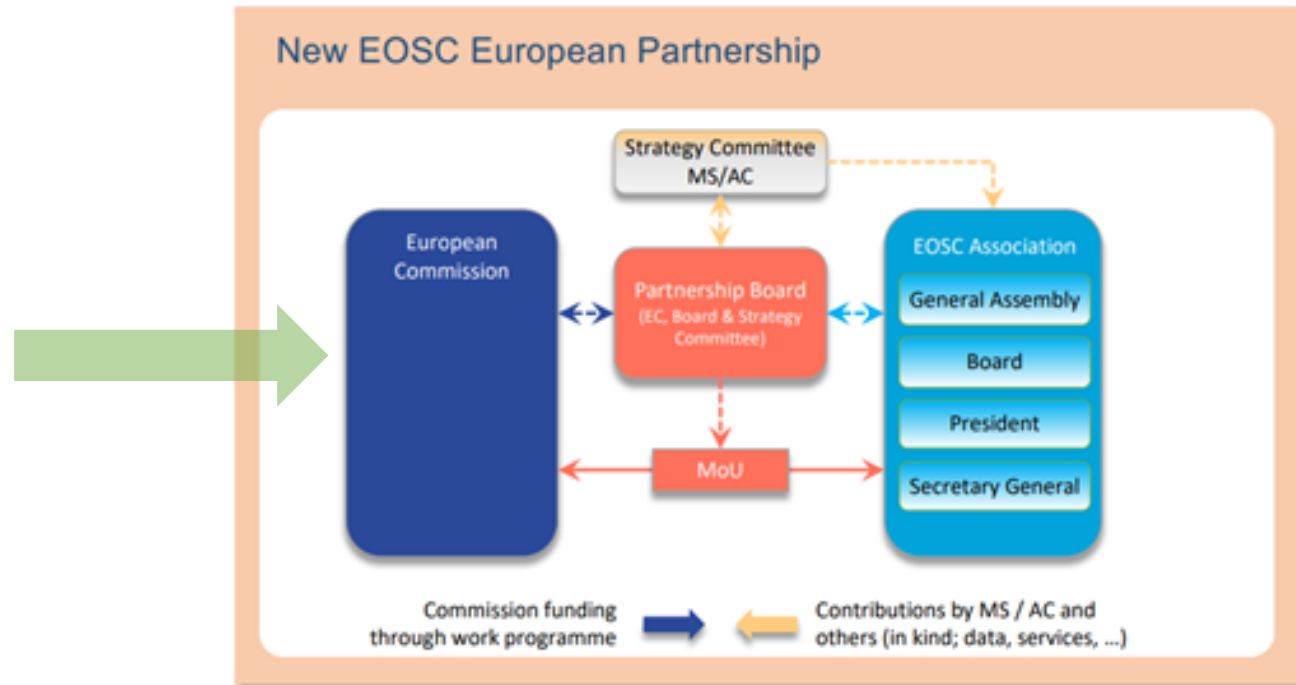 New EOSC European Partnership
Strategy Committee
MS/AC
European
Commission
Partnership Board
(EC, Board & Strategy
Committee)
EOSC Association
General Assembly
Board
President
Secretary General
MoU
Commission funding
through work programme
Contributions by MS / AC and
others (in kind; data, services, ...)